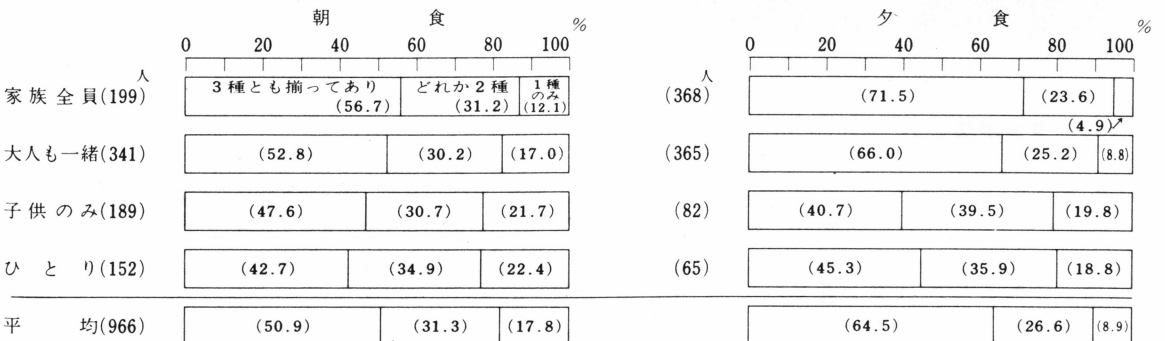 朝食 夕食
% %
0 20 40 60 80 100 0 20 40 60 80 100
人 人
家族全員(199) 3種とも揃ってあり(56.7) どれか2種(31.2) 1種のみ(12.1) (368) (71.5) (23.6)
(4.9)
大人も一緒(341) (52.8) (30.2) (17.0) (365) (66.0) (25.2) (8.8)
子供のみ(189) (47.6) (30.7) (21.7) (82) (40.7) (39.5) (19.8)
ひとり(152) (42.7) (34.9) (22.4) (65) (45.3) (35.9) (18.8)
平均(966) (50.9) (31.3) (17.8) (64.5) (26.6) (8.9)